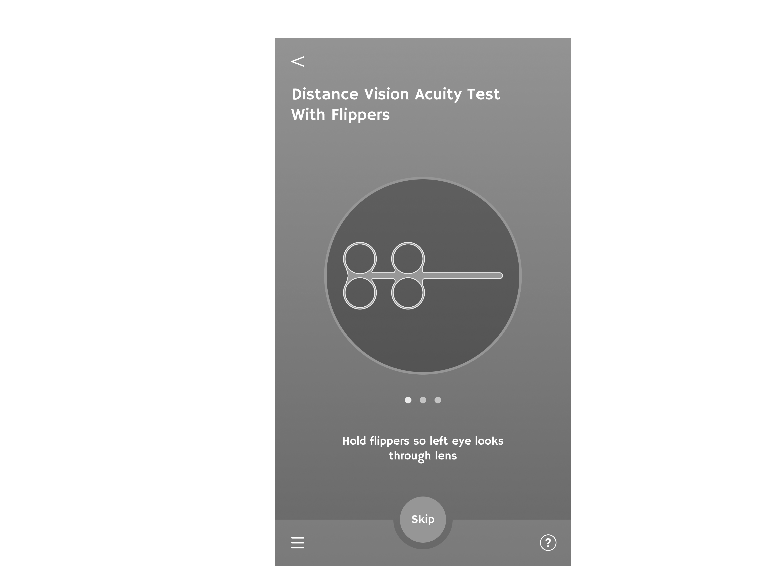 Distance Vision Acuity Test
With Flippers
Hold flippers so left eye looks
through lens
Skip
?